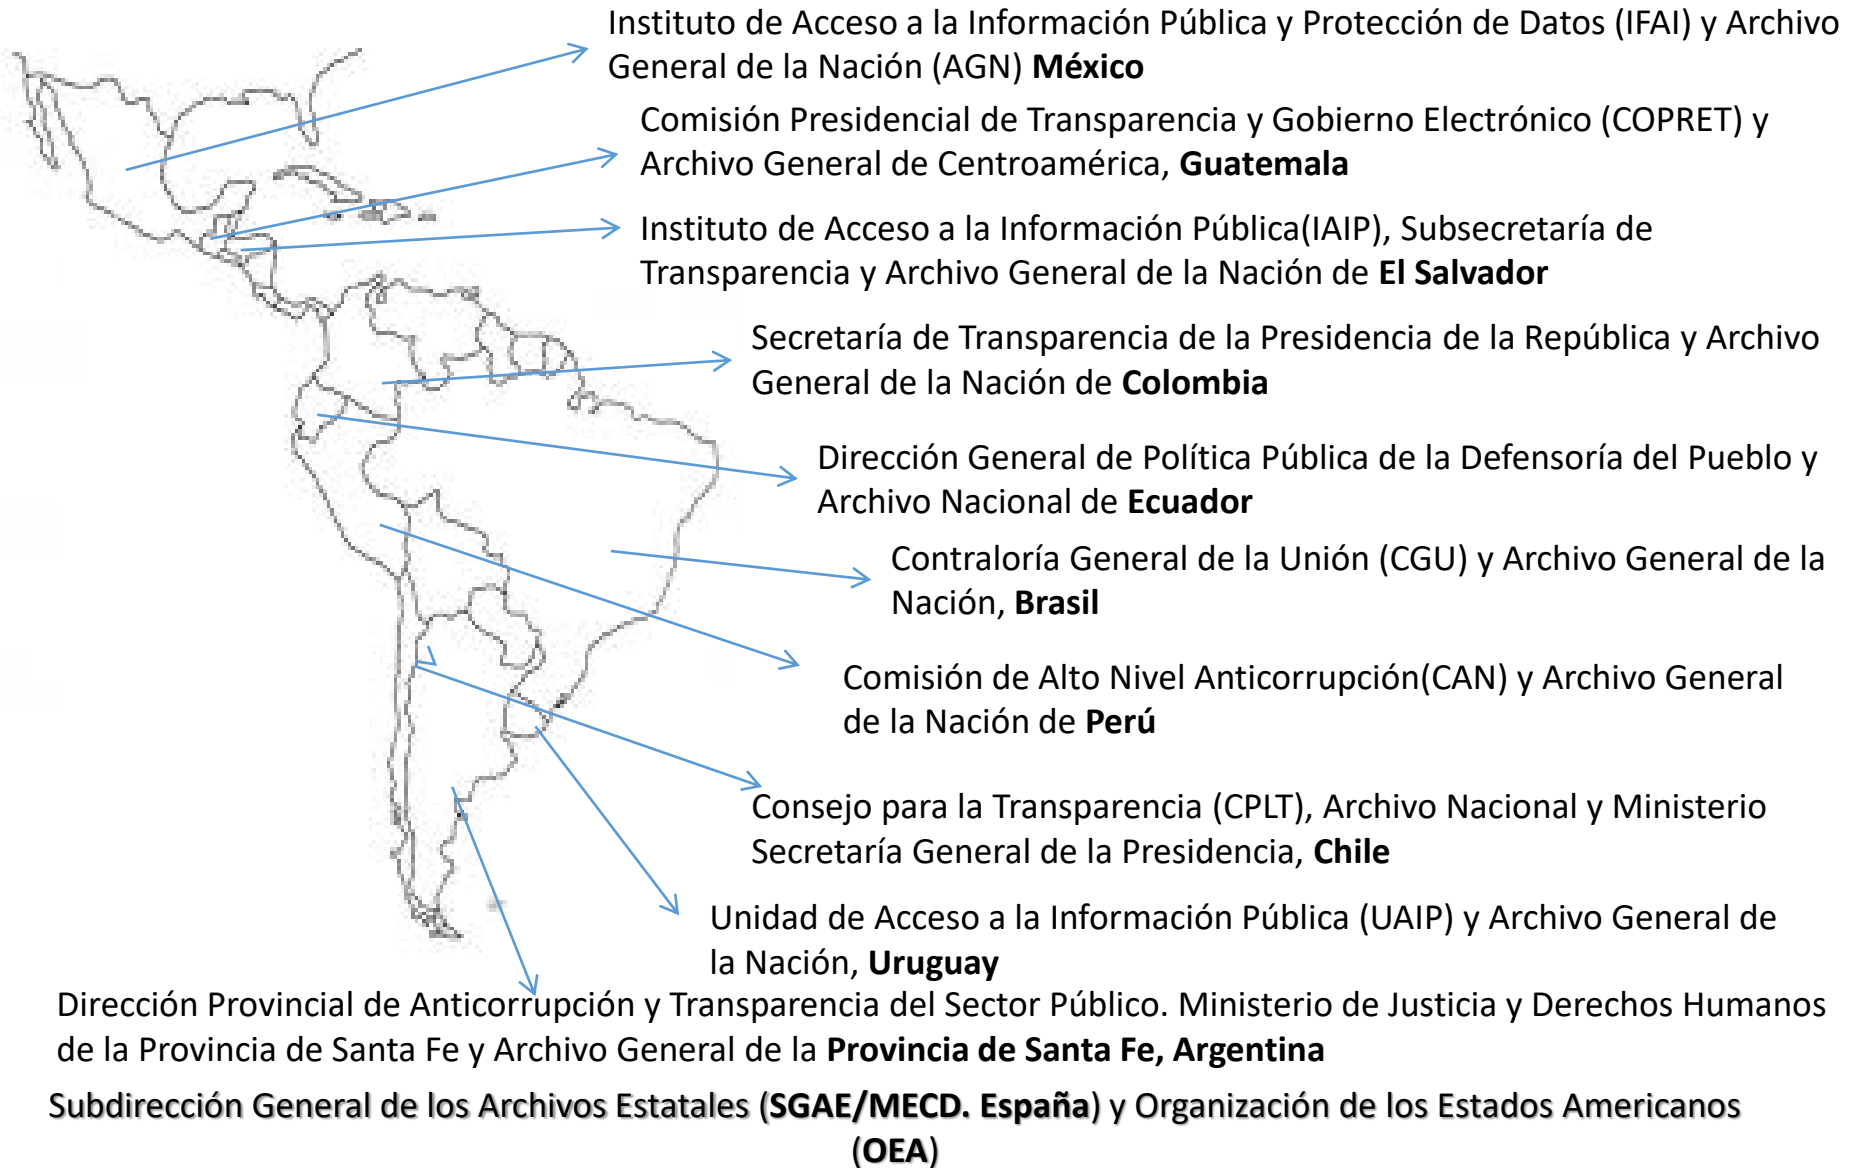 Instituto de Acceso a la Información Pública y Protección de Datos (IFAI) y Archivo
General de la Nación (AGN) México
Comisión Presidencial de Transparencia y Gobierno Electrónico (COPRET) y
Archivo General de Centroamérica, Guatemala
Instituto de Acceso a la Información Pública(IAIP), Subsecretaría de
Transparencia y Archivo General de la Nación de El Salvador
Secretaría de Transparencia de la Presidencia de la República y Archivo
General de la Nación de Colombia
Dirección General de Política Pública de la Defensoría del Pueblo y
Archivo Nacional de Ecuador
Contraloría General de la Unión (CGU) y Archivo General de la
Nación, Brasil
Comisión de Alto Nivel Anticorrupción(CAN) y Archivo General
de la Nación de Perú
Consejo para la Transparencia (CPLT), Archivo Nacional y Ministerio
Secretaría General de la Presidencia, Chile
Unidad de Acceso a la Información Pública (UAIP) y Archivo General de
la Nación, Uruguay
Dirección Provincial de Anticorrupción y Transparencia del Sector Público. Ministerio de Justicia y Derechos Humanos
de la Provincia de Santa Fe y Archivo General de la Provincia de Santa Fe, Argentina
Subdirección General de los Archivos Estatales (SGAE/MECD. España) y Organización de los Estados Americanos
(OEA)